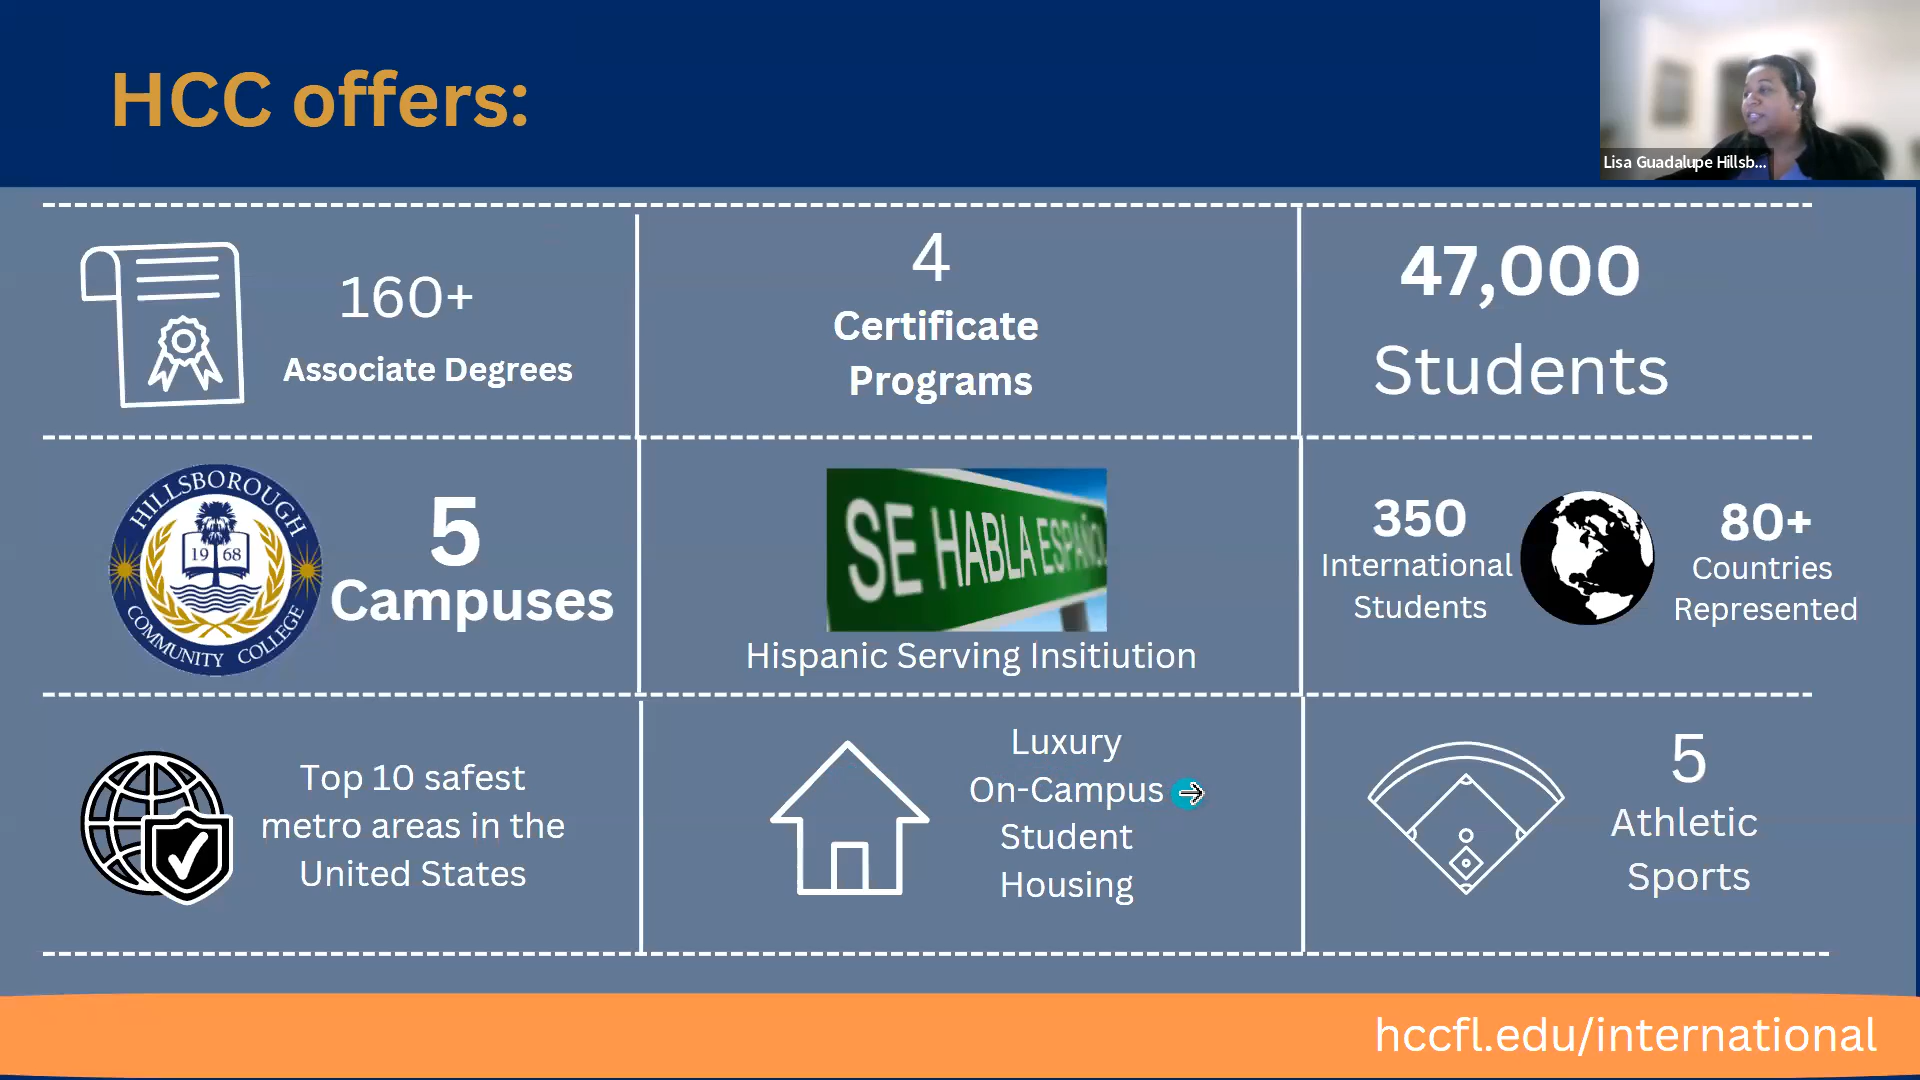 HCC offers:
Lisa Guadalupe Hillsb...
160+
Associate Degrees
4
Certificate
Programs
47,000
Students
HILLSBOROUGH
19 68
COMMUNITY COLLEGE
5
Campuses
SE HABLA ESPAÑOL
Hispanic Serving Insitiution
350
International
Students
80+
Countries
Represented
Top 10 safest
metro areas in the
United States
Luxury
On-Campus
Student
Housing
5
Athletic
Sports
hccfl.edu/international